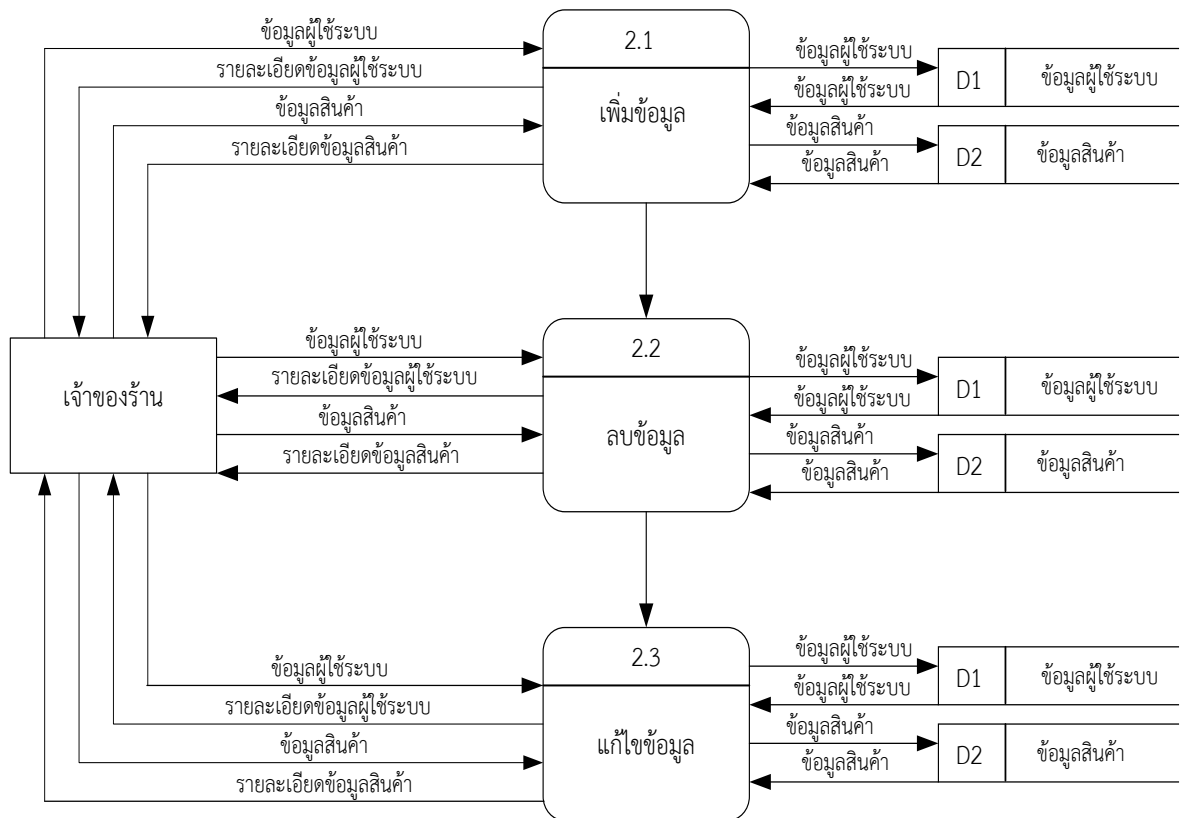 ข้อมูลผู้ใช้ระบบ
รายละเอียดข้อมูลผู้ใช้ระบบ
ข้อมูลสินค้า
รายละเอียดข้อมูลสินค้า
2.1
เพิ่มข้อมูล
ข้อมูลผู้ใช้ระบบ
ข้อมูลผู้ใช้ระบบ
ข้อมูลสินค้า
ข้อมูลสินค้า
D1 ข้อมูลผู้ใช้ระบบ
D2 ข้อมูลสินค้า
เจ้าของร้าน
ข้อมูลผู้ใช้ระบบ
รายละเอียดข้อมูลผู้ใช้ระบบ
ข้อมูลสินค้า
รายละเอียดข้อมูลสินค้า
2.2
ลบข้อมูล
ข้อมูลผู้ใช้ระบบ
ข้อมูลผู้ใช้ระบบ
ข้อมูลสินค้า
ข้อมูลสินค้า
D1 ข้อมูลผู้ใช้ระบบ
D2 ข้อมูลสินค้า
ข้อมูลผู้ใช้ระบบ
รายละเอียดข้อมูลผู้ใช้ระบบ
ข้อมูลสินค้า
รายละเอียดข้อมูลสินค้า
2.3
แก้ไขข้อมูล
ข้อมูลผู้ใช้ระบบ
ข้อมูลผู้ใช้ระบบ
ข้อมูลสินค้า
ข้อมูลสินค้า
D1 ข้อมูลผู้ใช้ระบบ
D2 ข้อมูลสินค้า